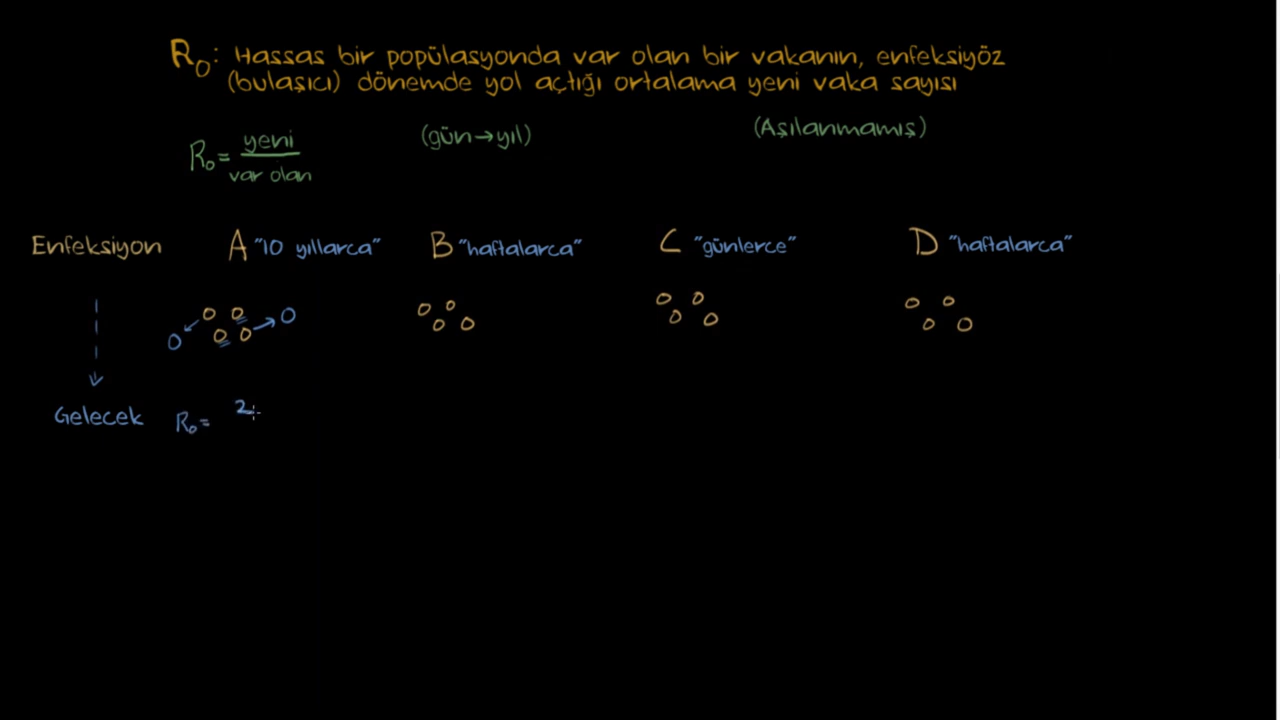 R₀: Hassas bir popülasyonda var olan bir vakanın, enfeksiyöz
(bulaşıcı) dönemde yol açtığı ortalama yeni vaka sayısı
R₀ = yeni / var olan (gün→yıl) (Aşılanmamış)
Enfeksiyon A "10 yıllarca" B "haftalarca" C "günlerce" D "haftalarca"
Gelecek R₀ = 2